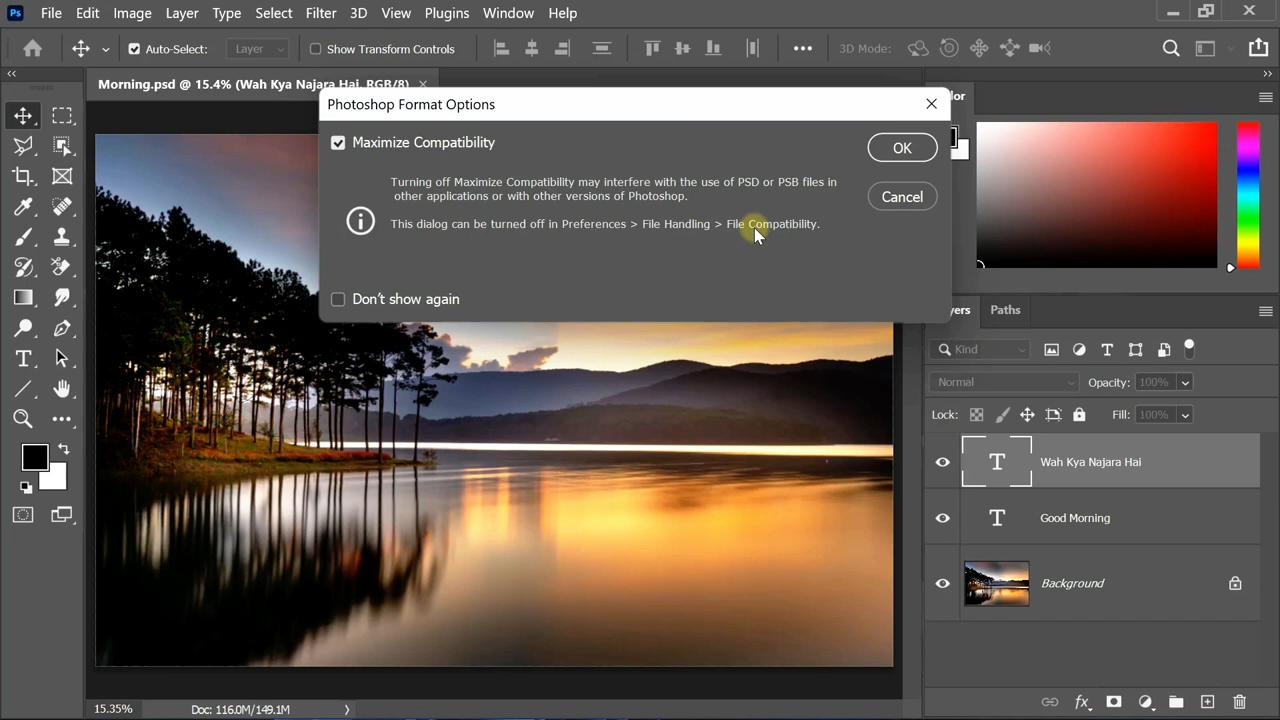 Ps File Edit Image Layer Type Select Filter 3D View Plugins Window Help
Auto-Select: Layer Show Transform Controls 3D Mode:
Morning.psd @ 15.4% (Wah Kya Najara Hai, RGB/8)
Photoshop Format Options
Maximize Compatibility
OK
Turning off Maximize Compatibility may interfere with the use of PSD or PSB files in
other applications or with other versions of Photoshop.
Cancel
This dialog can be turned off in Preferences > File Handling > File Compatibility.
Don't show again
Paths
Kind
Normal Opacity: 100%
Lock: Fill: 100%
T Wah Kya Najara Hai
T Good Morning
Background
15.35% Doc: 116.0M/149.1M